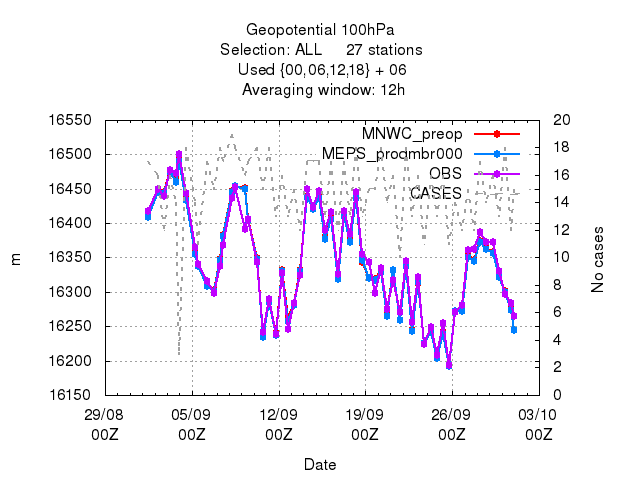 Geopotential 100hPa
Selection: ALL 27 stations
Used {00,06,12,18} + 06
Averaging window: 12h
16550
16500
16450
16400
16350
16300
16250
16200
16150
m
20
18
16
14
12
10
8
6
4
2
0
No cases
MNWC_preop
MEPS_prodmbr000
OBS
CASES
29/08 05/09 12/09 19/09 26/09 03/10
00Z 00Z 00Z 00Z 00Z 00Z
Date